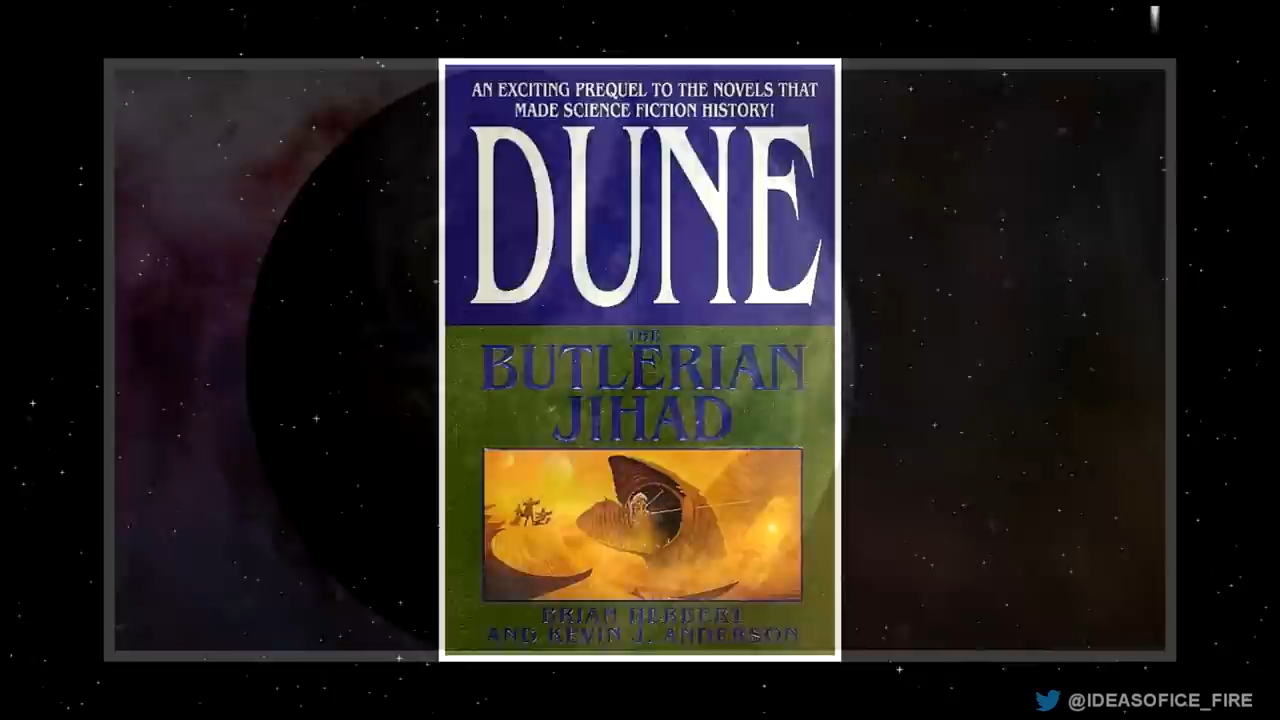 AN EXCITING PREQUEL TO THE NOVELS THAT
MADE SCIENCE FICTION HISTORY!
DUNE
THE
BUTLERIAN
JIHAD
BRIAN HERBERT
AND KEVIN J. ANDERSON
@IDEASOFICE_FIRE